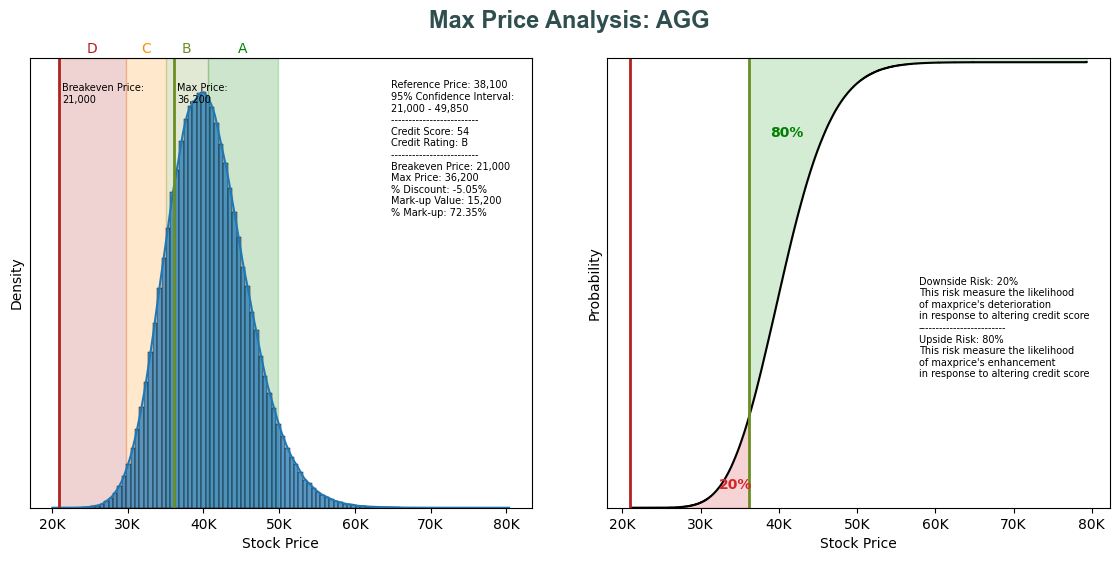 Max Price Analysis: AGG
D C B A
Breakeven Price:
21,000
Max Price:
36,200
Reference Price: 38,100
95% Confidence Interval:
21,000 - 49,850
-------------------------
Credit Score: 54
Credit Rating: B
-------------------------
Breakeven Price: 21,000
Max Price: 36,200
% Discount: -5.05%
Mark-up Value: 15,200
% Mark-up: 72.35%
Density
20K 30K 40K 50K 60K 70K 80K
Stock Price
80%
Probability
Downside Risk: 20%
This risk measure the likelihood
of maxprice's deterioration
in response to altering credit score
-------------------------
Upside Risk: 80%
This risk measure the likelihood
of maxprice's enhancement
in response to altering credit score
20%
20K 30K 40K 50K 60K 70K 80K
Stock Price